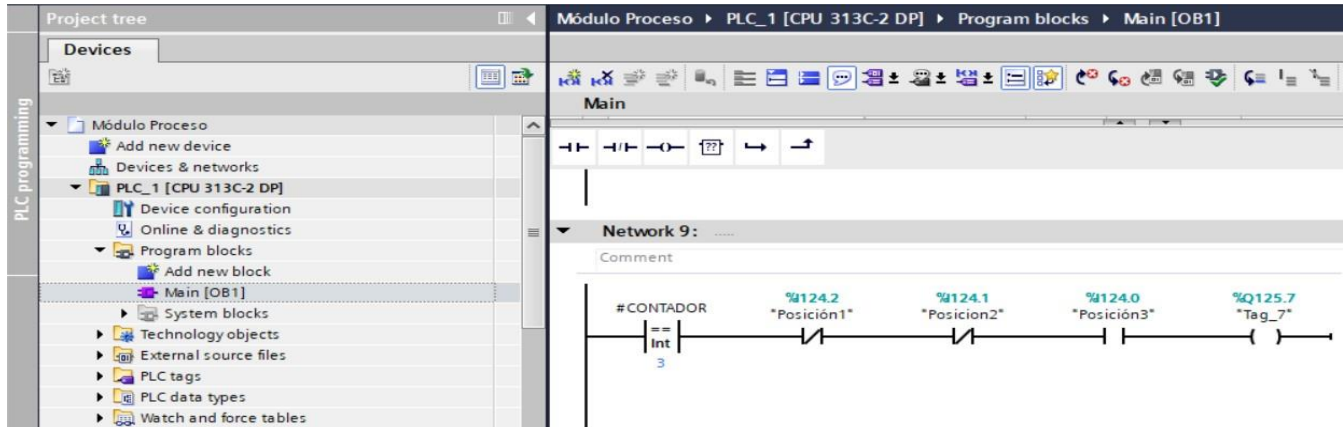 Project tree
Devices
PLC programming
Módulo Proceso
Add new device
Devices & networks
PLC_1 [CPU 313C-2 DP]
Device configuration
Online & diagnostics
Program blocks
Add new block
Main [OB1]
System blocks
Technology objects
External source files
PLC tags
PLC data types
Watch and force tables
Módulo Proceso PLC_1 [CPU 313C-2 DP] Program blocks Main [OB1]
Main
??
Network 9: .....
Comment
#CONTADOR
==
Int
3
%I124.2
"Posición1"
%I124.1
"Posicion2"
%I124.0
"Posición3"
%Q125.7
"Tag_7"